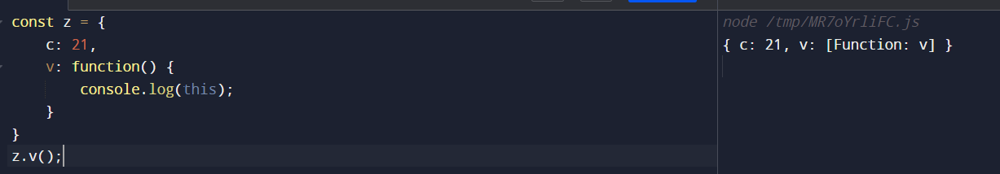 const z = {
    c: 21,
    v: function() {
        console.log(this);
    }
}
z.v();
node /tmp/MR7oYrliFC.js
{ c: 21, v: [Function: v] }